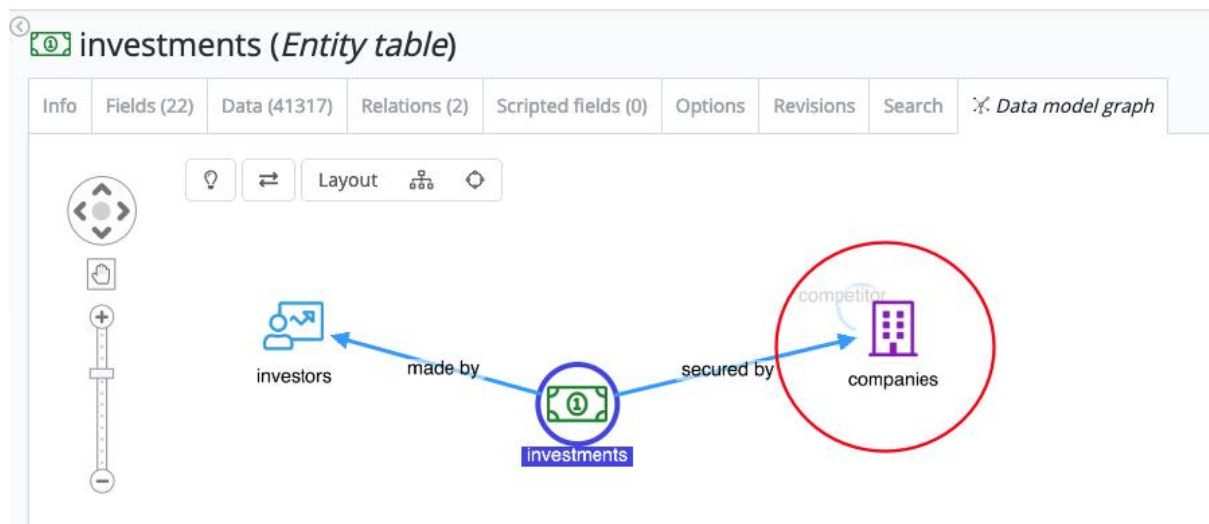 investments (Entity table)
Info Fields (22) Data (41317) Relations (2) Scripted fields (0) Options Revisions Search Data model graph
Layout
competitor
made by
secured by
investors
companies
investments